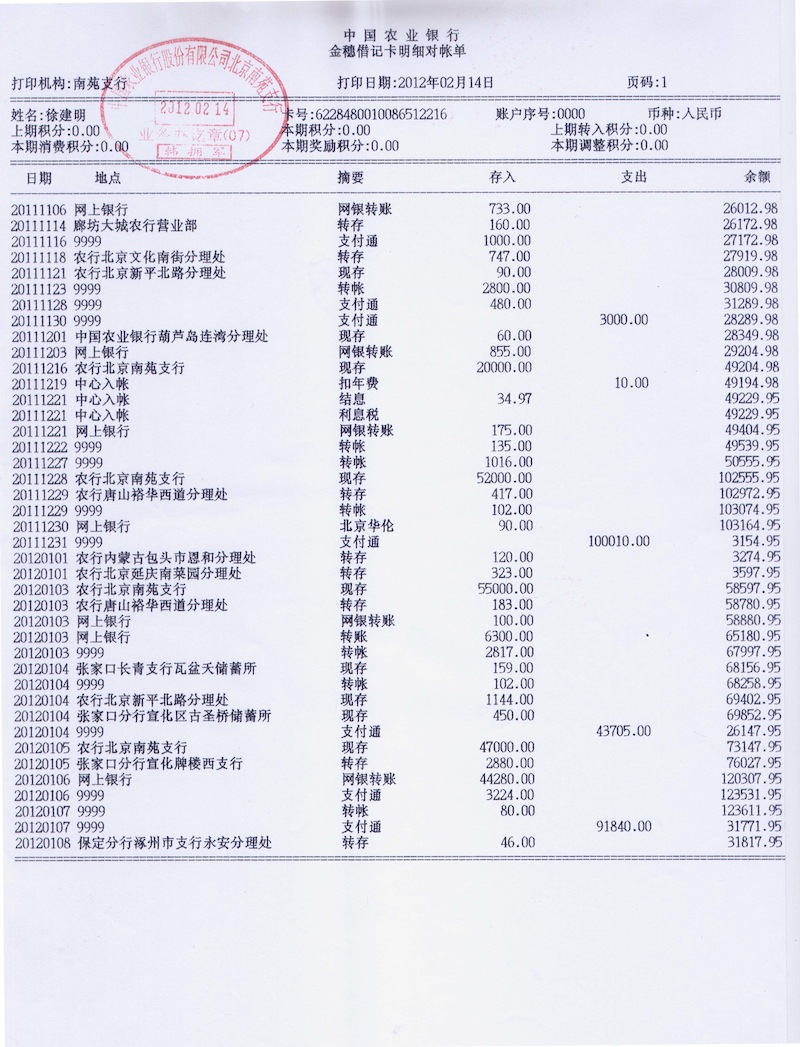 中国农业银行
金穗借记卡明细对帐单
打印机构:南苑支行 打印日期:2012年02月14日 页码:1
中国农业银行股份有限公司北京南苑支行
2012 02 14
(07)
姓名:徐建明 卡号:6228480010086512216 账户序号:0000 币种:人民币
上期积分:0.00 本期积分:0.00 上期转入积分:0.00
本期消费积分:0.00 本期奖励积分:0.00 本期调整积分:0.00
日期 地点 摘要 存入 支出 余额
20111106 网上银行 网银转账 733.00 26012.98
20111114 廊坊大城农行营业部 转存 160.00 26172.98
20111116 9999 支付通 1000.00 27172.98
20111118 农行北京文化南街分理处 转存 747.00 27919.98
20111121 农行北京新平北路分理处 现存 90.00 28009.98
20111123 9999 转帐 2800.00 30809.98
20111128 9999 支付通 480.00 31289.98
20111130 9999 支付通 3000.00 28289.98
20111201 中国农业银行葫芦岛连湾分理处 现存 60.00 28349.98
20111203 网上银行 网银转账 855.00 29204.98
20111216 农行北京南苑支行 现存 20000.00 49204.98
20111219 中心入帐 扣年费 10.00 49194.98
20111221 中心入帐 结息 34.97 49229.95
20111221 中心入帐 利息税 49229.95
20111221 网上银行 网银转账 175.00 49404.95
20111222 9999 转帐 135.00 49539.95
20111227 9999 转帐 1016.00 50555.95
20111228 农行北京南苑支行 现存 52000.00 102555.95
20111229 农行唐山裕华西道分理处 转存 417.00 102972.95
20111229 9999 转帐 102.00 103074.95
20111230 网上银行 北京华伦 90.00 103164.95
20111231 9999 支付通 100010.00 3154.95
20120101 农行内蒙古包头市恩和分理处 转存 120.00 3274.95
20120101 农行北京延庆南菜园分理处 转存 323.00 3597.95
20120103 农行北京南苑支行 现存 55000.00 58597.95
20120103 农行唐山裕华西道分理处 转存 183.00 58780.95
20120103 网上银行 网银转账 100.00 58880.95
20120103 网上银行 转账 6300.00 65180.95
20120103 9999 转帐 2817.00 67997.95
20120104 张家口长青支行瓦盆夭储蓄所 现存 159.00 68156.95
20120104 9999 转帐 102.00 68258.95
20120104 农行北京新平北路分理处 现存 1144.00 69402.95
20120104 张家口分行宣化区古圣桥储蓄所 现存 450.00 69852.95
20120104 9999 支付通 43705.00 26147.95
20120105 农行北京南苑支行 现存 47000.00 73147.95
20120105 张家口分行宣化牌楼西支行 转存 2880.00 76027.95
20120106 网上银行 网银转账 44280.00 120307.95
20120106 9999 支付通 3224.00 123531.95
20120107 9999 转帐 80.00 123611.95
20120107 9999 支付通 91840.00 31771.95
20120108 保定分行涿州市支行永安分理处 转存 46.00 31817.95